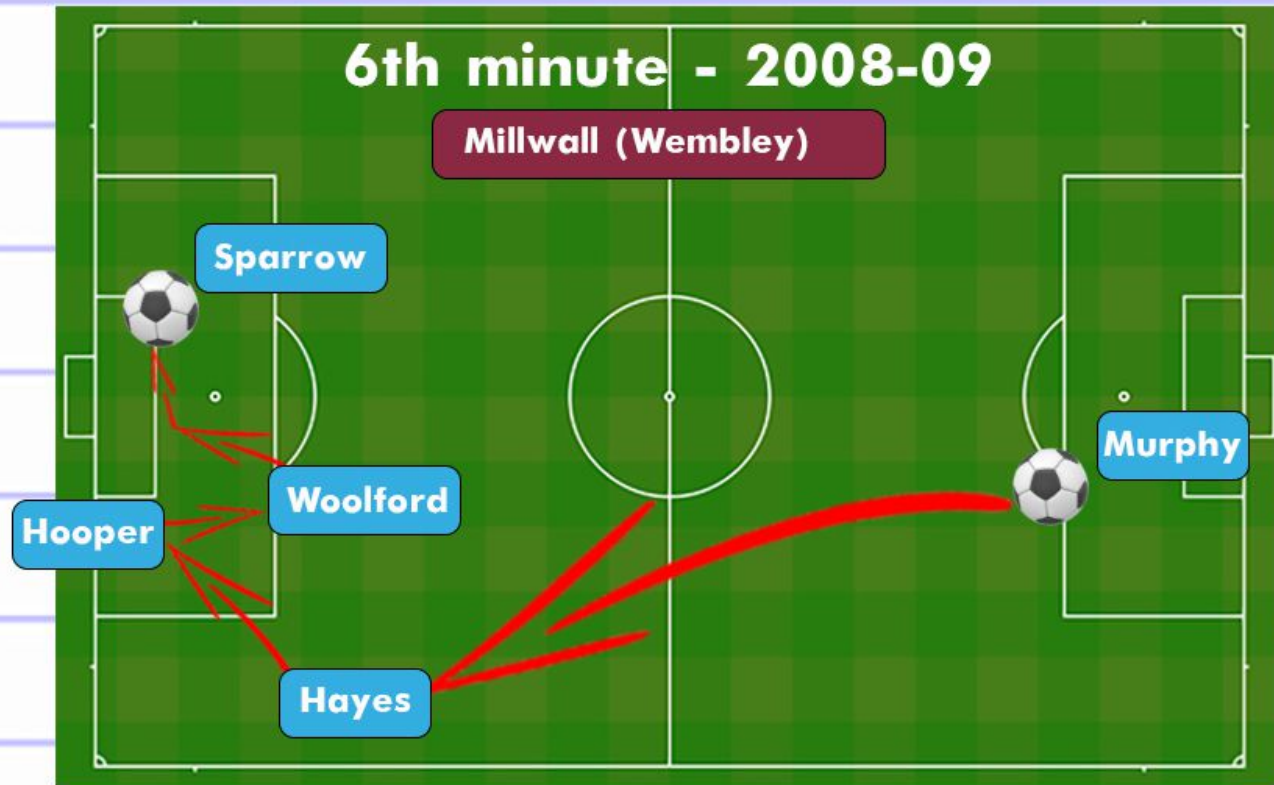 6th minute - 2008-09
Millwall (Wembley)
Sparrow
Murphy
Woolford
Hooper
Hayes